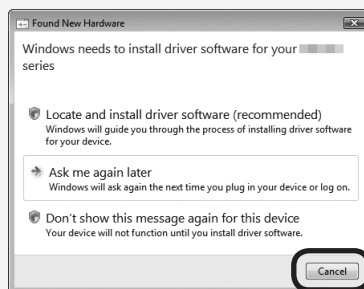 Found New Hardware
Windows needs to install driver software for your
series
Locate and install driver software (recommended)
Windows will guide you through the process of installing driver software
for your device.
Ask me again later
Windows will ask again the next time you plug in your device or log on.
Don't show this message again for this device
Your device will not function until you install driver software.
Cancel